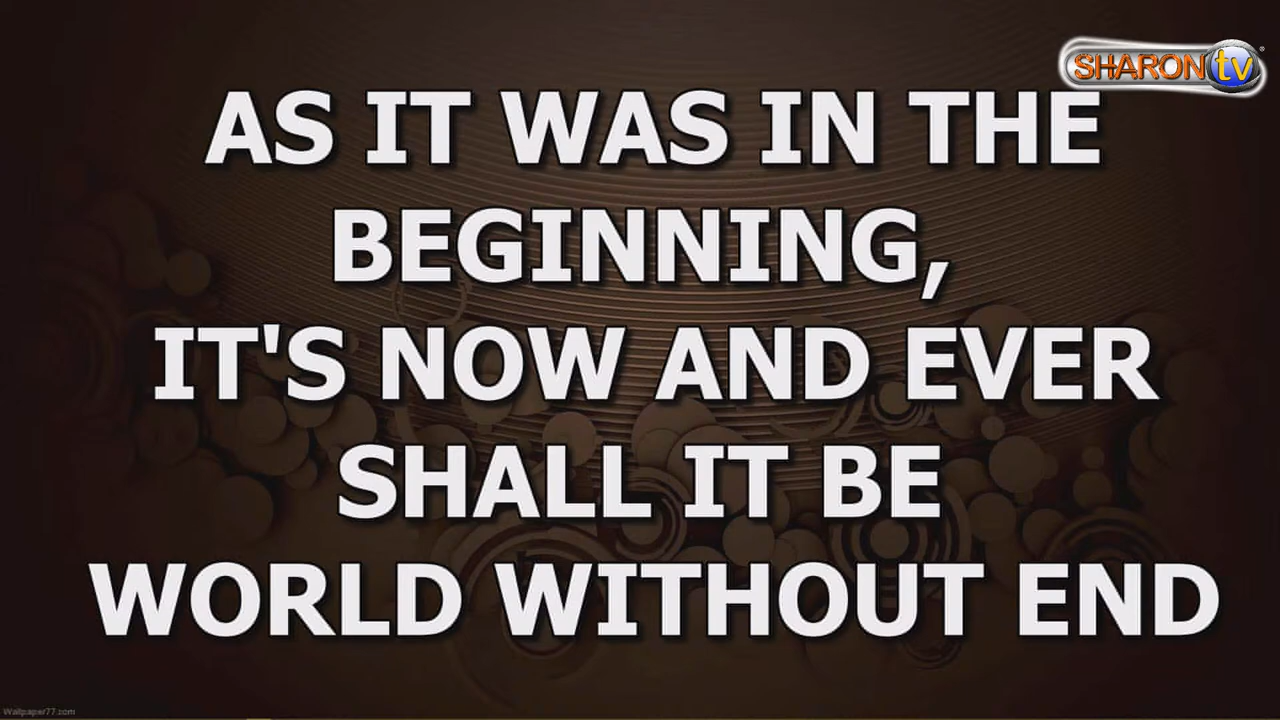 SHARON tv
AS IT WAS IN THE
BEGINNING,
IT'S NOW AND EVER
SHALL IT BE
WORLD WITHOUT END
Wallpaper77.com